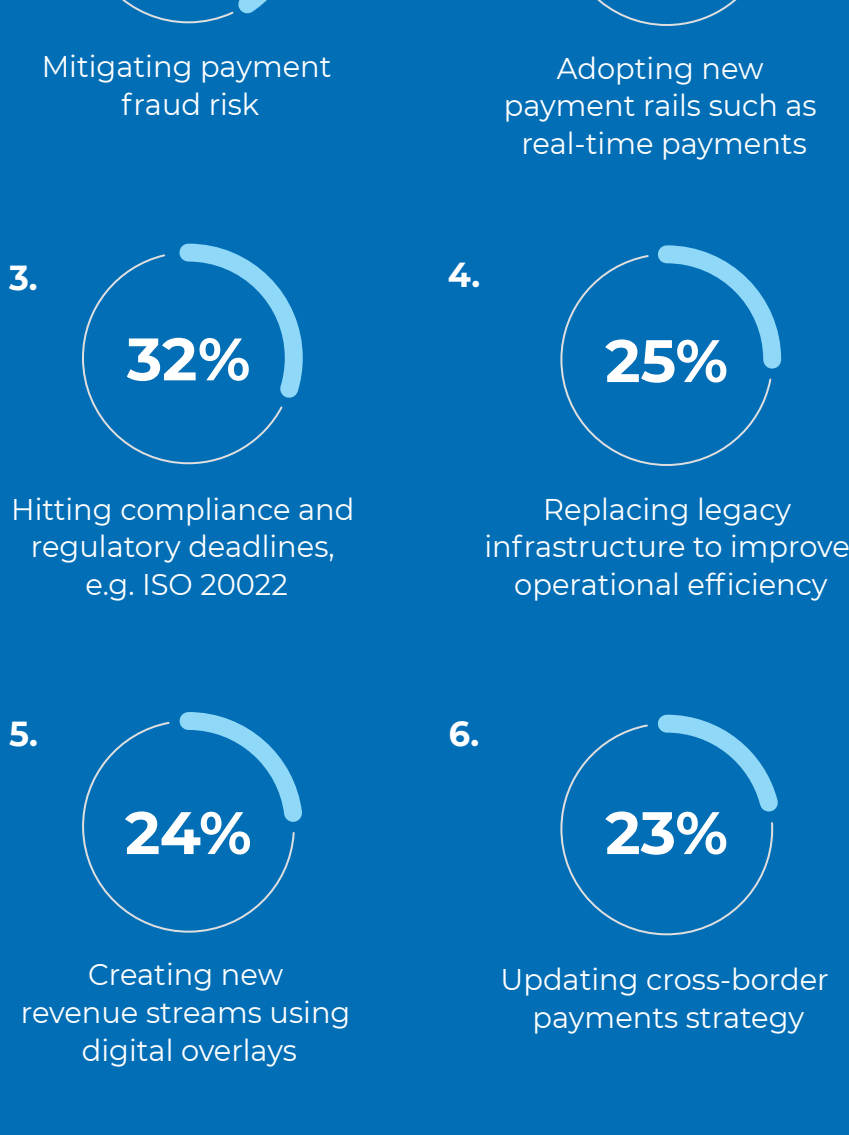 Mitigating payment
fraud risk
Adopting new
payment rails such as
real-time payments
3.
32%
Hitting compliance and
regulatory deadlines,
e.g. ISO 20022
4.
25%
Replacing legacy
infrastructure to improve
operational efficiency
5.
24%
Creating new
revenue streams using
digital overlays
6.
23%
Updating cross-border
payments strategy